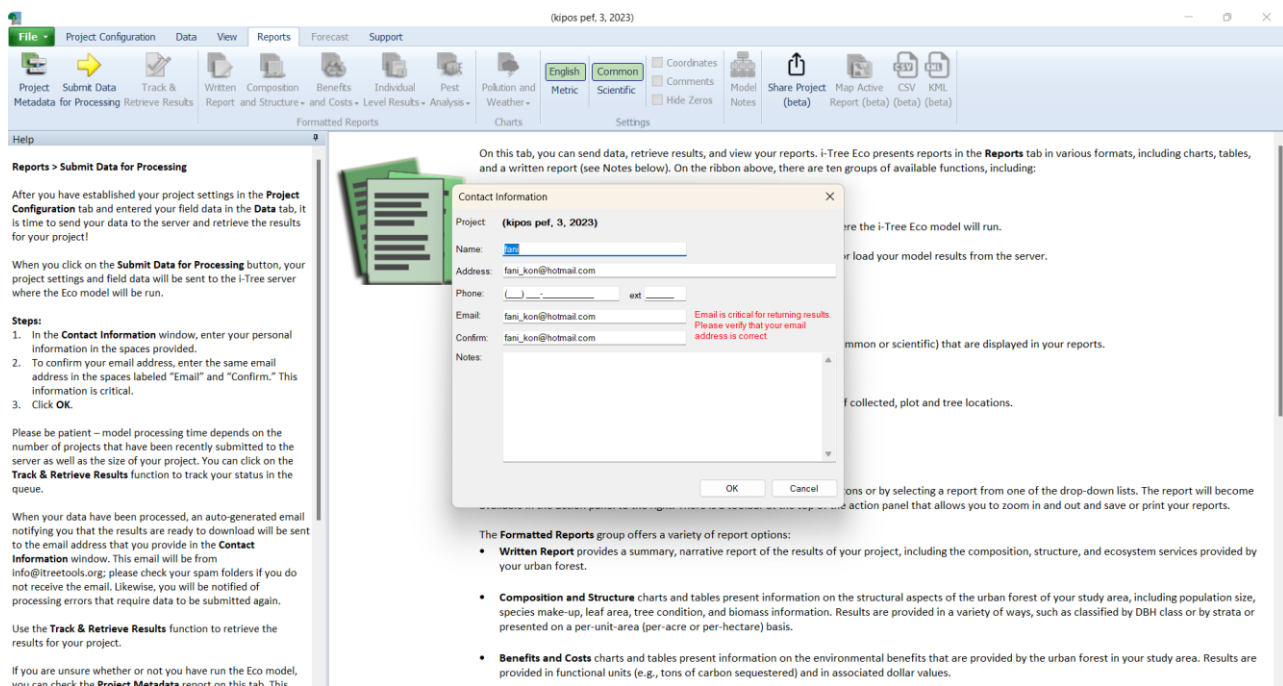 (kipos pef, 3, 2023)
File Project Configuration Data View Reports Forecast Support
Project Metadata
Submit Data for Processing
Track & Retrieve Results
Written Report
Composition and Structure
Benefits and Costs
Individual Level Results
Pest Analysis
Formatted Reports
Pollution and Weather
Charts
English
Metric
Common
Scientific
Coordinates
Comments
Hide Zeros
Settings
Model Notes
Share Project (beta)
Map Active Report (beta)
CSV (beta)
KML (beta)
Help
Reports > Submit Data for Processing
After you have established your project settings in the Project
Configuration tab and entered your field data in the Data tab, it
is time to send your data to the server and retrieve the results
for your project!
When you click on the Submit Data for Processing button, your
project settings and field data will be sent to the i-Tree server
where the Eco model will be run.
Steps:
1. In the Contact Information window, enter your personal
information in the spaces provided.
2. To confirm your email address, enter the same email
address in the spaces labeled "Email" and "Confirm." This
information is critical.
3. Click OK.
Please be patient – model processing time depends on the
number of projects that have been recently submitted to the
server as well as the size of your project. You can click on the
Track & Retrieve Results function to track your status in the
queue.
When your data have been processed, an auto-generated email
notifying you that the results are ready to download will be sent
to the email address that you provide in the Contact
Information window. This email will be from
info@itreetools.org; please check your spam folders if you do
not receive the email. Likewise, you will be notified of
processing errors that require data to be submitted again.
Use the Track & Retrieve Results function to retrieve the
results for your project.
If you are unsure whether or not you have run the Eco model,
you can check the Project Metadata report on this tab. This
On this tab, you can send data, retrieve results, and view your reports. i-Tree Eco presents reports in the Reports tab in various formats, including charts, tables,
and a written report (see Notes below). On the ribbon above, there are ten groups of available functions, including:
ere the i-Tree Eco model will run.
or load your model results from the server.
mmon or scientific) that are displayed in your reports.
f collected, plot and tree locations.
Contact Information
Project: (kipos pef, 3, 2023)
Name: fani
Address: fani_kon@hotmail.com
Phone: (___) ___-____ ext
Email: fani_kon@hotmail.com
Confirm: fani_kon@hotmail.com
Email is critical for returning results.
Please verify that your email
address is correct.
Notes:
OK Cancel
ons or by selecting a report from one of the drop-down lists. The report will become
action panel that allows you to zoom in and out and save or print your reports.
The Formatted Reports group offers a variety of report options:
• Written Report provides a summary, narrative report of the results of your project, including the composition, structure, and ecosystem services provided by
your urban forest.
• Composition and Structure charts and tables present information on the structural aspects of the urban forest of your study area, including population size,
species make-up, leaf area, tree condition, and biomass information. Results are provided in a variety of ways, such as classified by DBH class or by strata or
presented on a per-unit-area (per-acre or per-hectare) basis.
• Benefits and Costs charts and tables present information on the environmental benefits that are provided by the urban forest in your study area. Results are
provided in functional units (e.g., tons of carbon sequestered) and in associated dollar values.